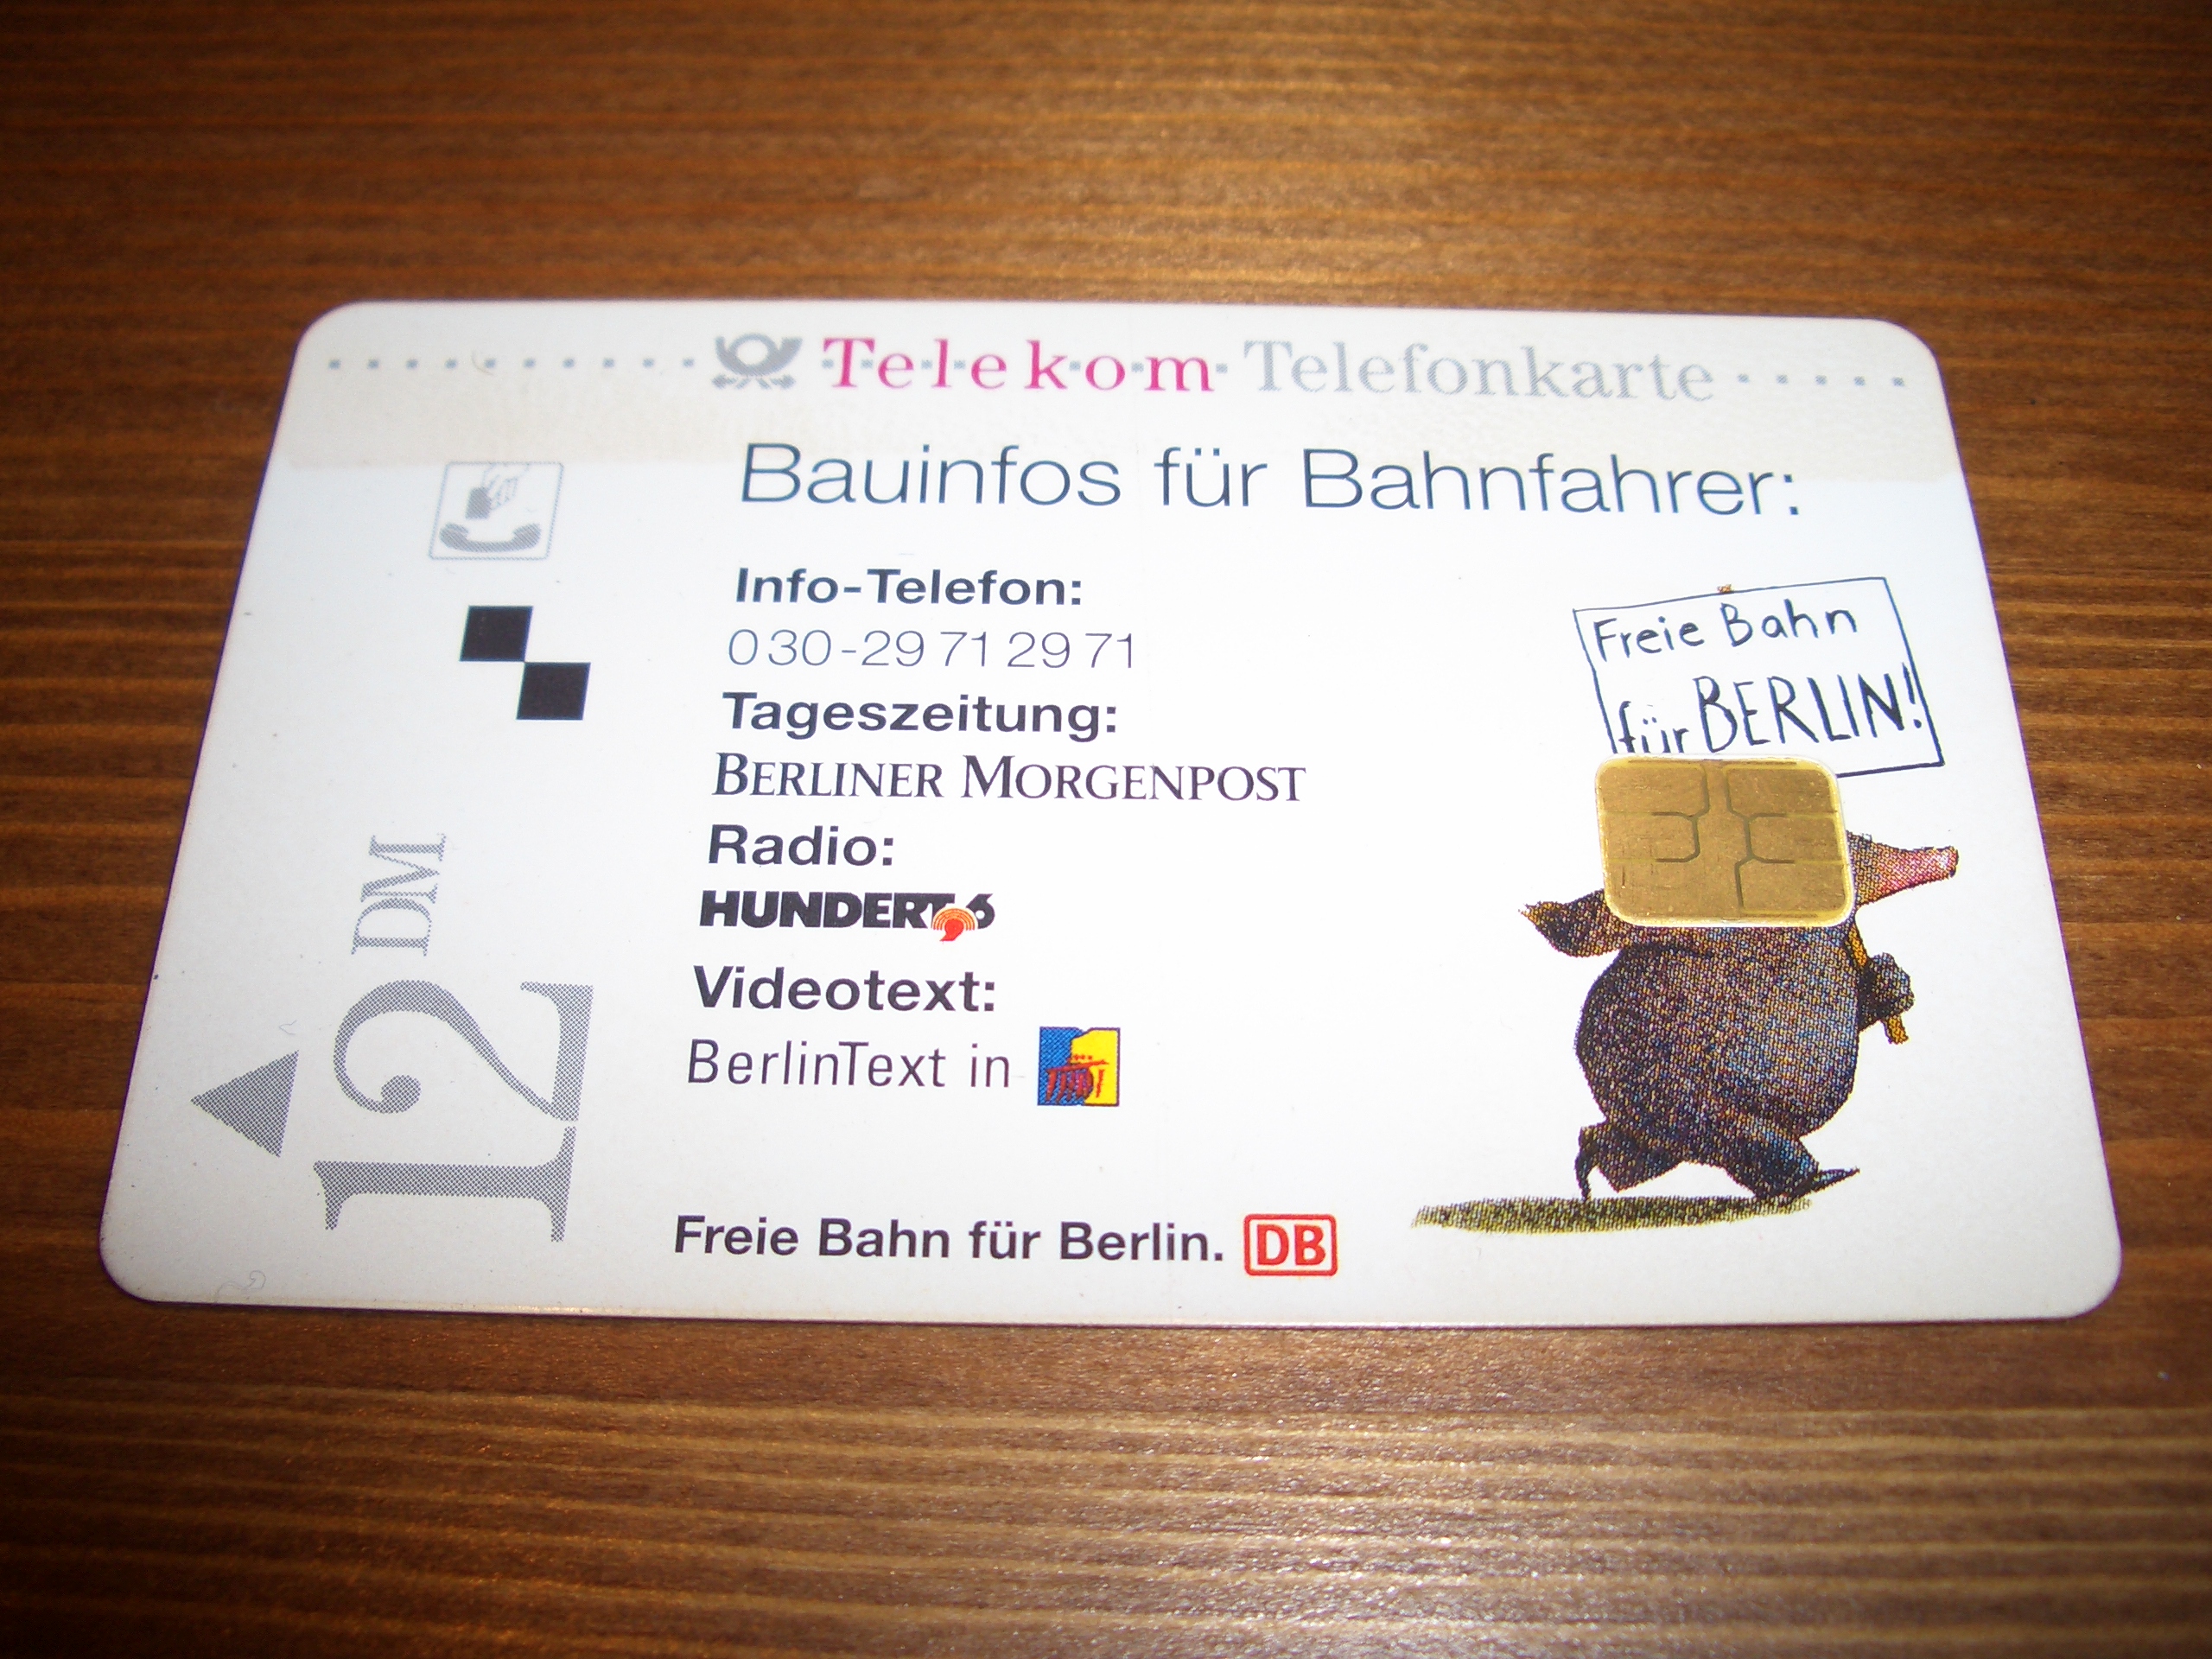 Telekom Telefonkarte
Bauinfos für Bahnfahrer:
Info-Telefon:
030-29 71 29 71
Tageszeitung:
BERLINER MORGENPOST
Radio:
HUNDERT,6
Videotext:
BerlinText in
Freie Bahn für Berlin. DB
12 DM
Freie Bahn
für BERLIN!